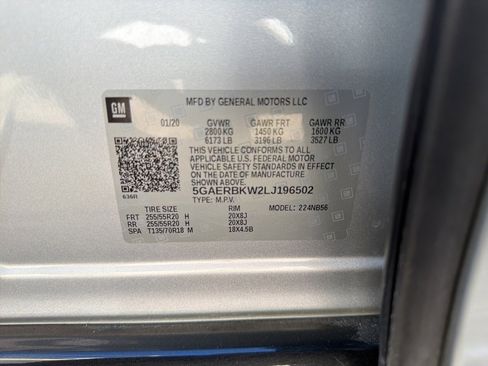 GM
MFD BY GENERAL MOTORS LLC
01/20 GVWR GAWR FRT GAWR RR
2800 KG 1450 KG 1600 KG
6173 LB 3196 LB 3527 LB
THIS VEHICLE CONFORMS TO ALL
APPLICABLE U.S. FEDERAL MOTOR
VEHICLE SAFETY STANDARDS IN EFFECT
ON THE DATE OF MANUFACTURE
SHOWN ABOVE.
636R
5GAERBKW2LJ196502
TYPE: M.P.V. MODEL: 224NB56
TIRE SIZE RIM
FRT 255/55R20 H 20X8J
RR 255/55R20 H 20X8J
SPA T135/70R18 M 18X4.5B